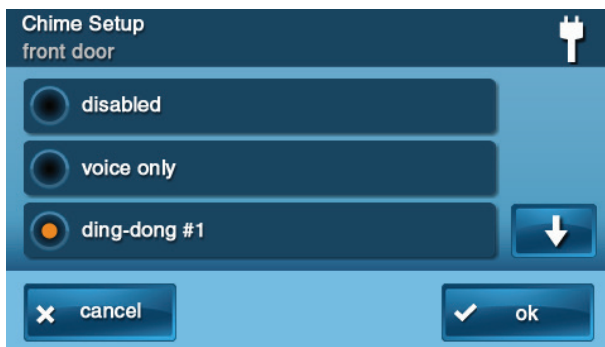 Chime Setup
front door
disabled
voice only
ding-dong #1
cancel
ok